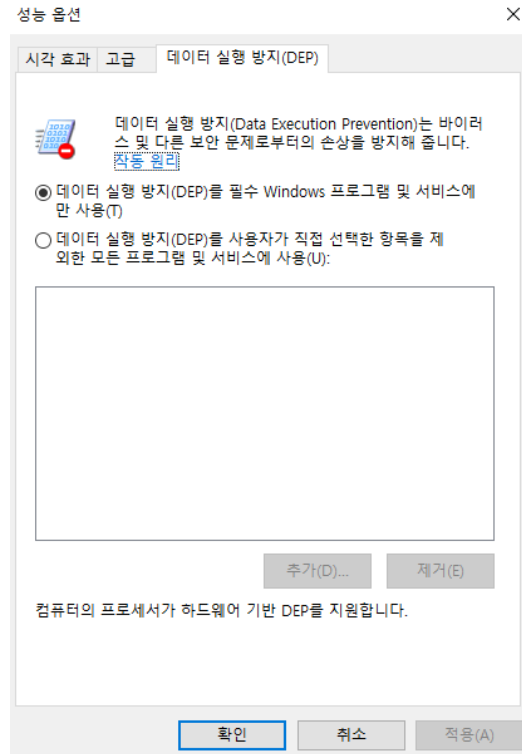 성능 옵션
시각 효과 고급 데이터 실행 방지(DEP)
데이터 실행 방지(Data Execution Prevention)는 바이러
스 및 다른 보안 문제로부터의 손상을 방지해 줍니다.
작동 원리
데이터 실행 방지(DEP)를 필수 Windows 프로그램 및 서비스에
만 사용(T)
데이터 실행 방지(DEP)를 사용자가 직접 선택한 항목을 제
외한 모든 프로그램 및 서비스에 사용(U):
추가(D)... 제거(E)
컴퓨터의 프로세서가 하드웨어 기반 DEP를 지원합니다.
확인 취소 적용(A)